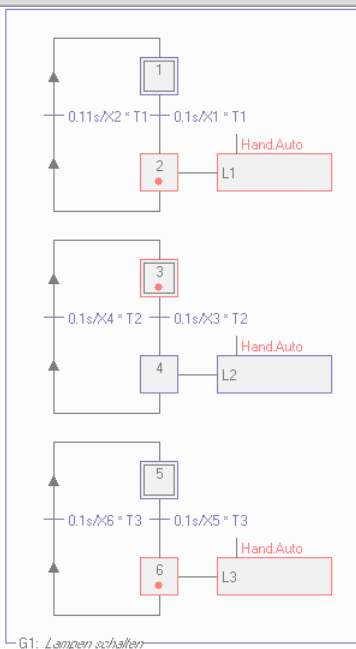 1
0.11s/X2 * T1 0.1s/X1 * T1
Hand.Auto
2 L1
3
0.1s/X4 * T2 0.1s/X3 * T2
Hand.Auto
4 L2
5
0.1s/X6 * T3 0.1s/X5 * T3
Hand.Auto
6 L3
G1: Lampen schalten